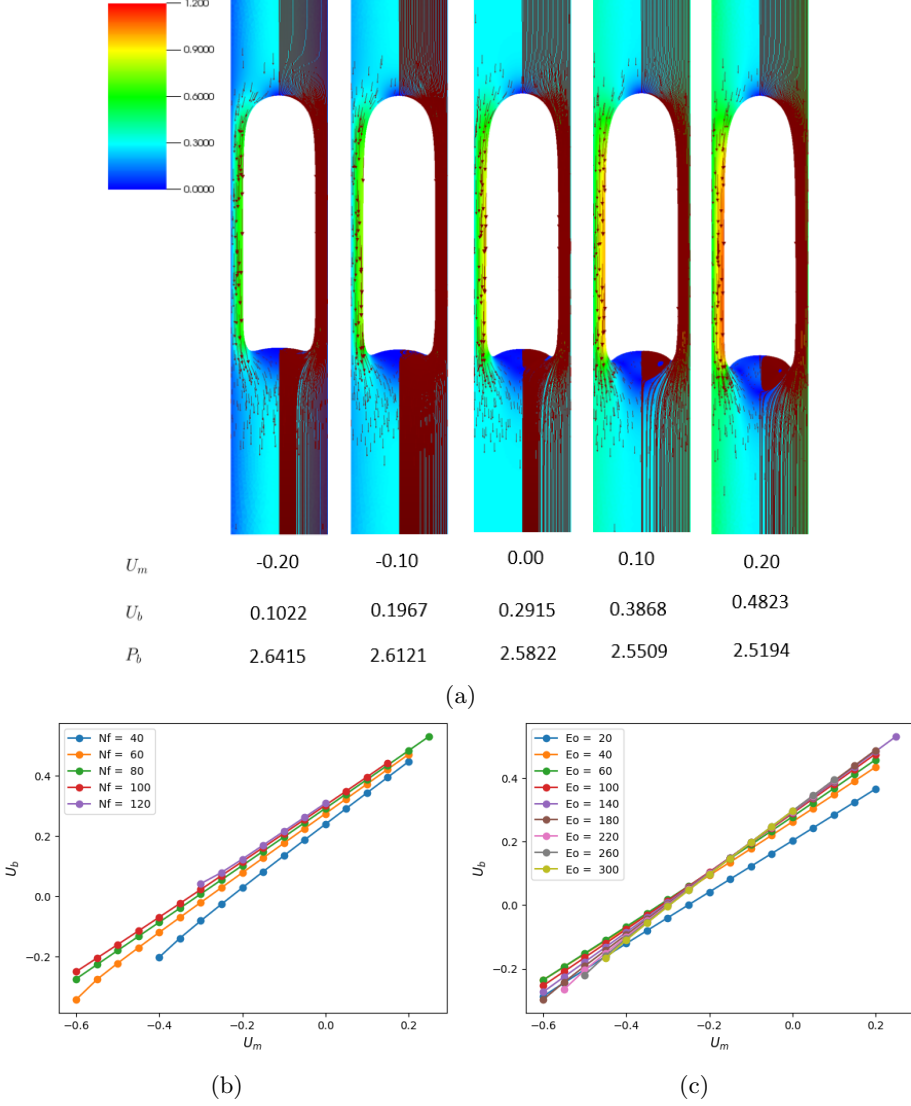 1.200
0.9000
0.6000
0.3000
0.0000
U_m -0.20 -0.10 0.00 0.10 0.20
U_b 0.1022 0.1967 0.2915 0.3868 0.4823
P_b 2.6415 2.6121 2.5822 2.5509 2.5194
(a)
Nf = 40
Nf = 60
Nf = 80
Nf = 100
Nf = 120
0.4
0.2
0.0
−0.2
U_b
−0.6 −0.4 −0.2 0.0 0.2
U_m
(b)
Eo = 20
Eo = 40
Eo = 60
Eo = 100
Eo = 140
Eo = 180
Eo = 220
Eo = 260
Eo = 300
0.4
0.2
0.0
−0.2
U_b
−0.6 −0.4 −0.2 0.0 0.2
U_m
(c)